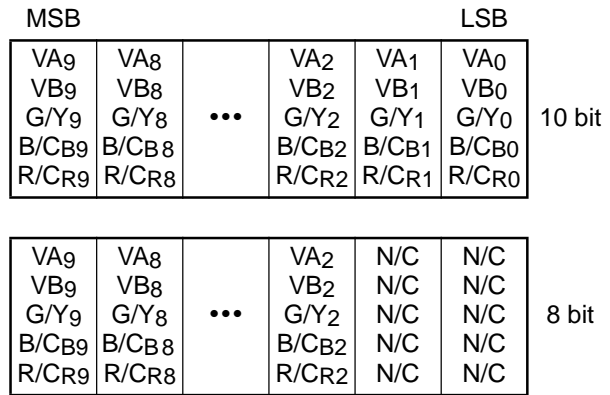 MSB LSB
VA9 VA8 VA2 VA1 VA0
VB9 VB8 VB2 VB1 VB0
G/Y9 G/Y8 ••• G/Y2 G/Y1 G/Y0 10 bit
B/CB9 B/CB8 B/CB2 B/CB1 B/CB0
R/CR9 R/CR8 R/CR2 R/CR1 R/CR0
VA9 VA8 VA2 N/C N/C
VB9 VB8 VB2 N/C N/C
G/Y9 G/Y8 ••• G/Y2 N/C N/C 8 bit
B/CB9 B/CB8 B/CB2 N/C N/C
R/CR9 R/CR8 R/CR2 N/C N/C